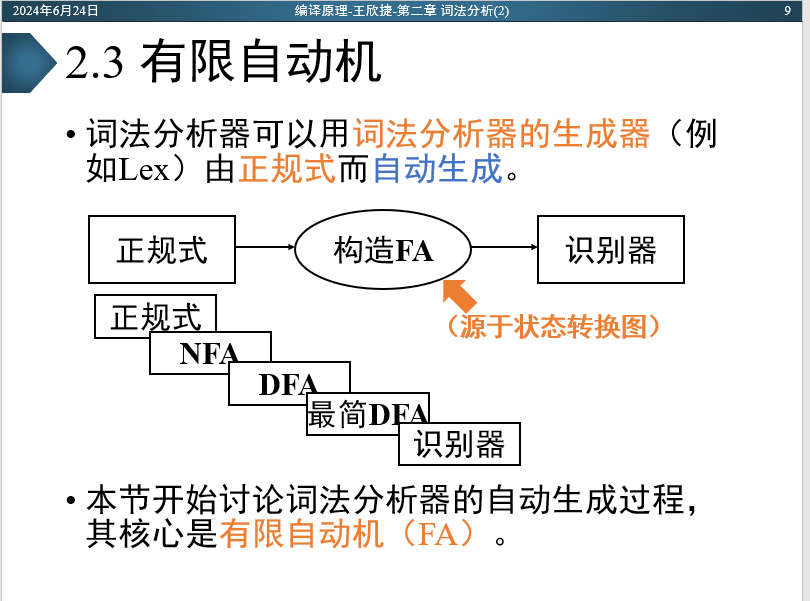 2024年6月24日 编译原理-王欣捷-第二章 词法分析(2) 9
2.3 有限自动机
• 词法分析器可以用词法分析器的生成器（例
如Lex）由正规式而自动生成。
正规式 构造FA 识别器
正规式
（源于状态转换图）
NFA
DFA
最简DFA
识别器
• 本节开始讨论词法分析器的自动生成过程，
其核心是有限自动机（FA）。